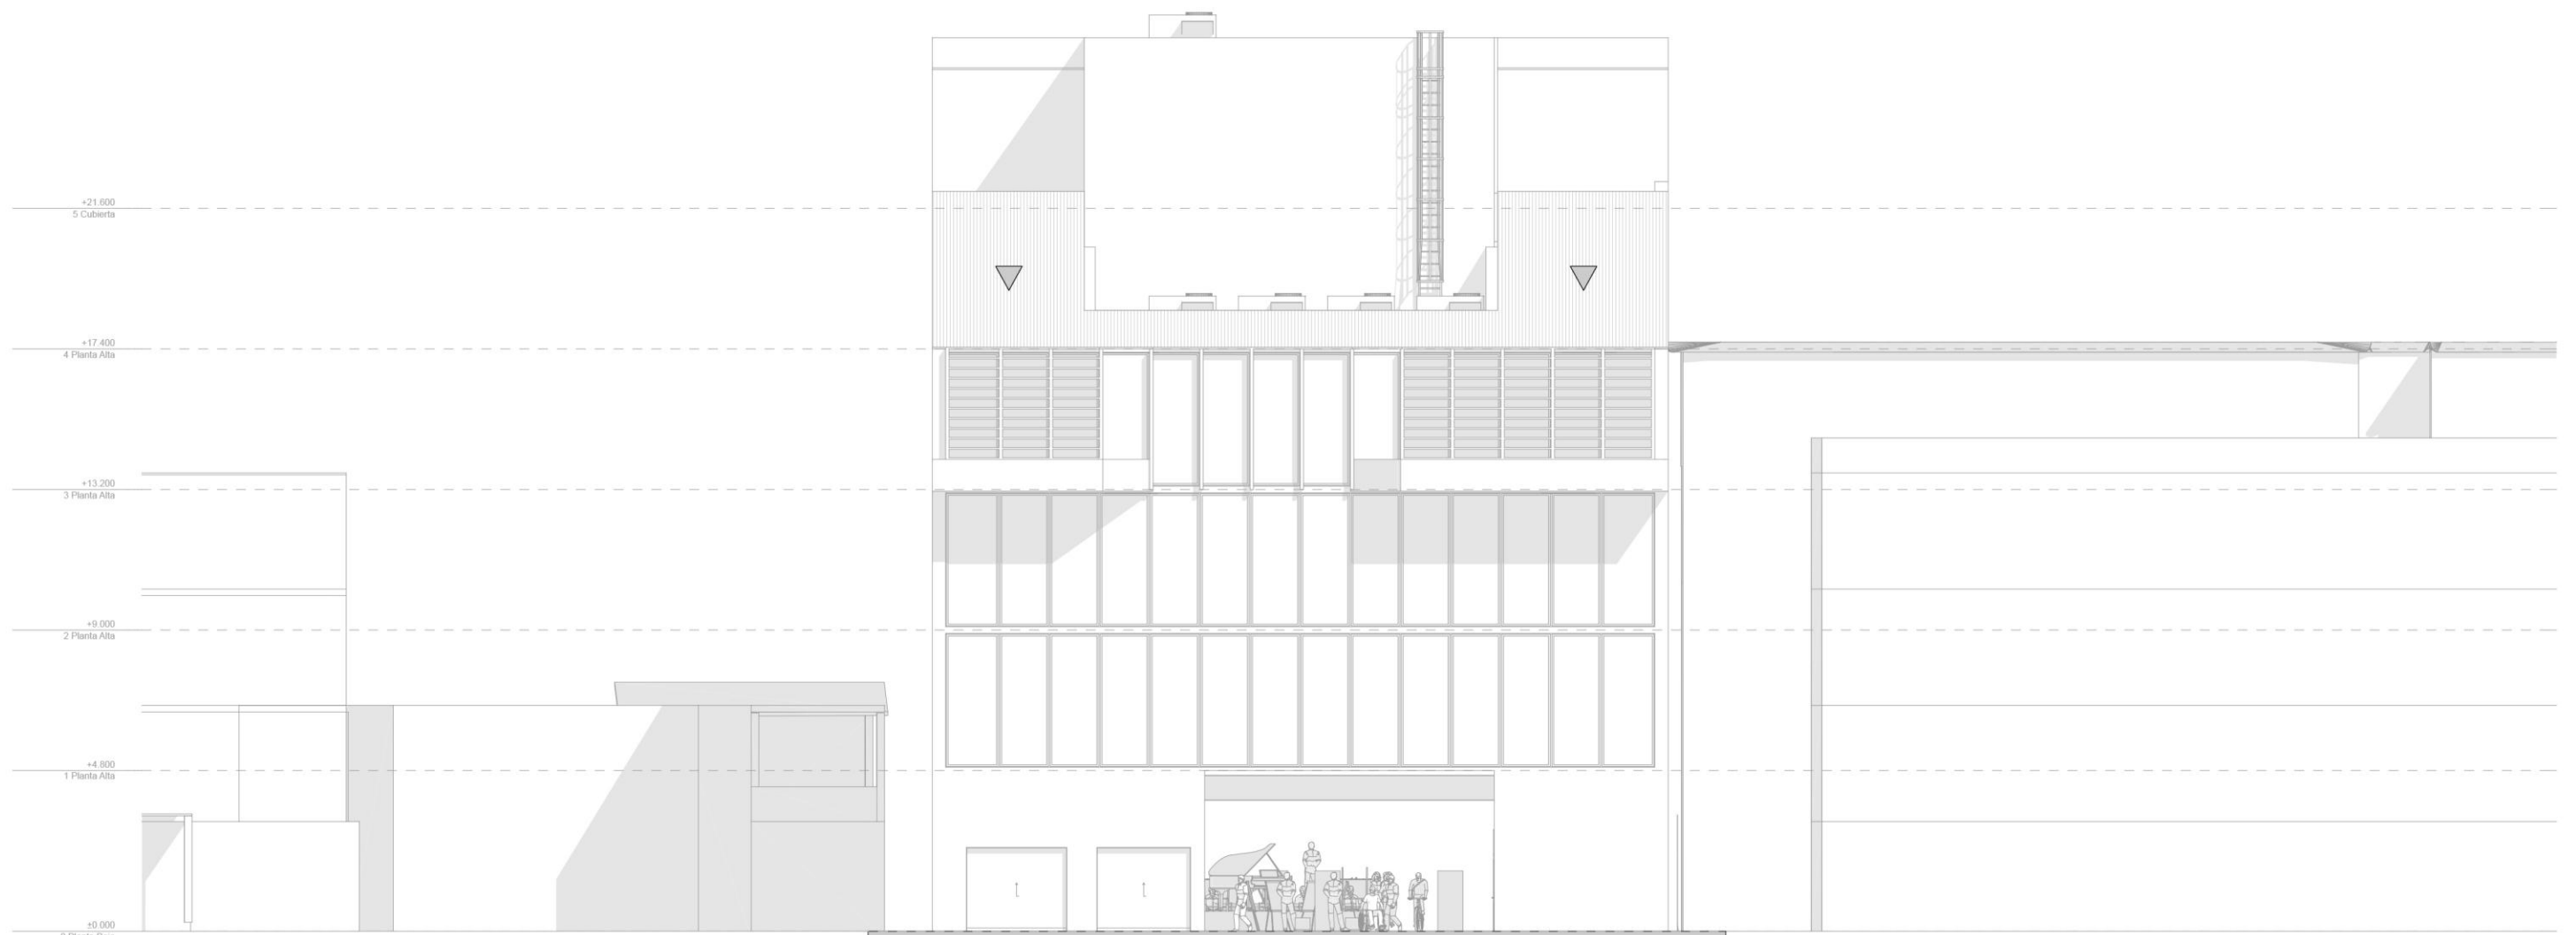 +21.600
5 Cubierta
+17.400
4 Planta Alta
+13.200
3 Planta Alta
+9.000
2 Planta Alta
+4.800
1 Planta Alta
±0.000